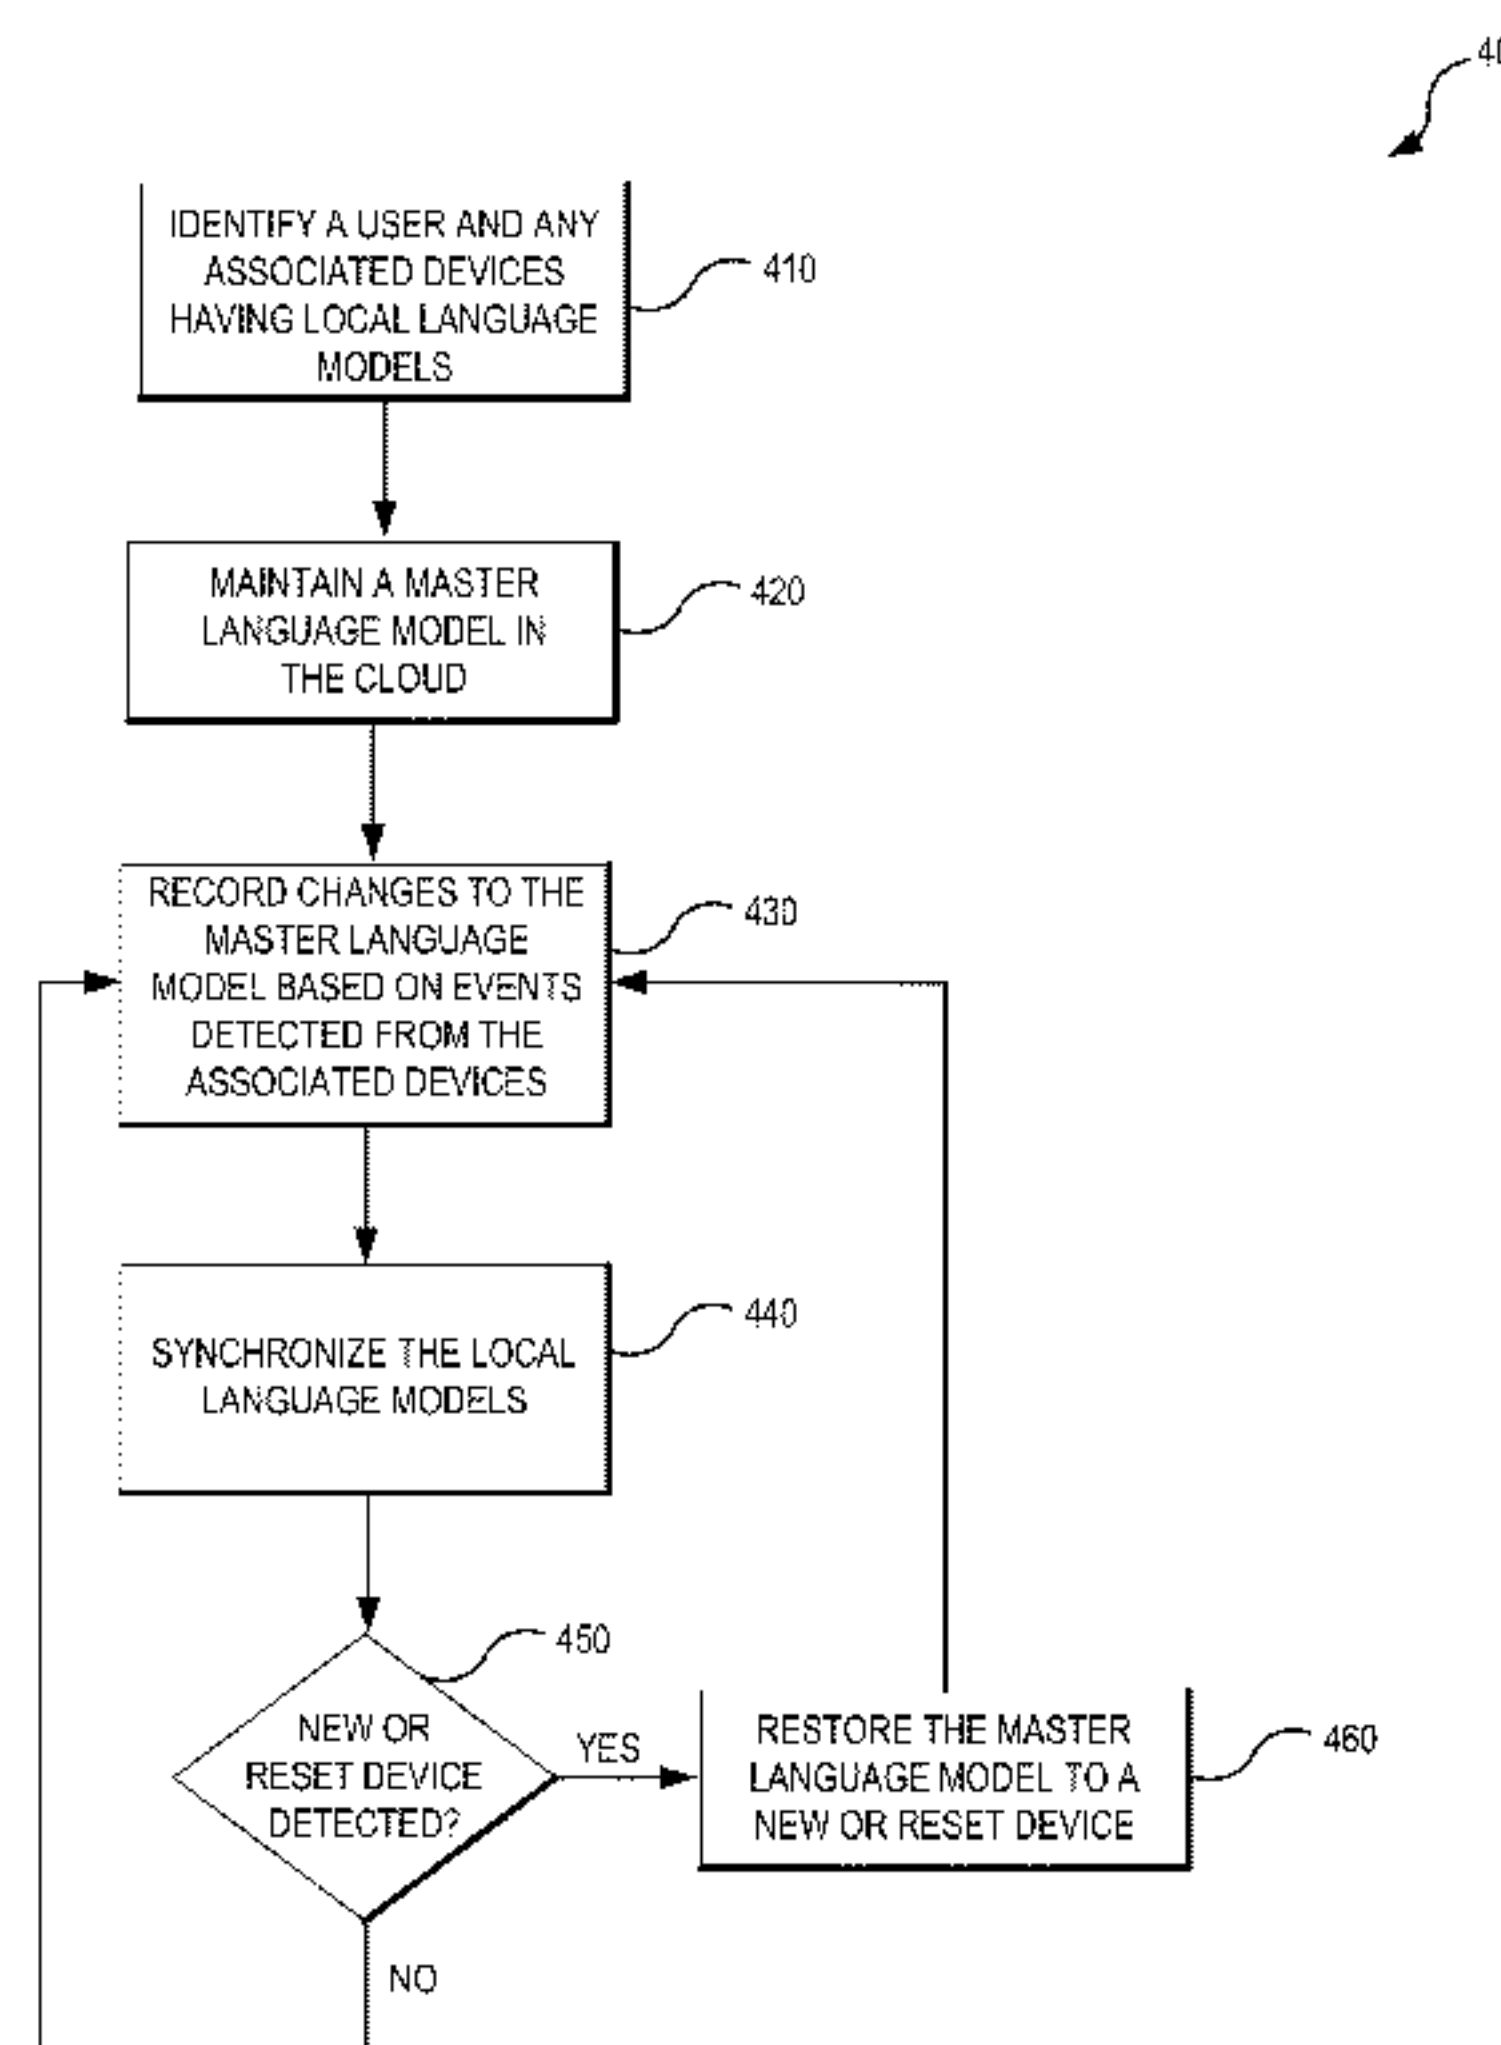 IDENTIFY A USER AND ANY
ASSOCIATED DEVICES
HAVING LOCAL LANGUAGE
MODELS
410
MAINTAIN A MASTER
LANGUAGE MODEL IN
THE CLOUD
420
RECORD CHANGES TO THE
MASTER LANGUAGE
MODEL BASED ON EVENTS
DETECTED FROM THE
ASSOCIATED DEVICES
430
SYNCHRONIZE THE LOCAL
LANGUAGE MODELS
440
450
NEW OR
RESET DEVICE
DETECTED?
YES
RESTORE THE MASTER
LANGUAGE MODEL TO A
NEW OR RESET DEVICE
460
NO